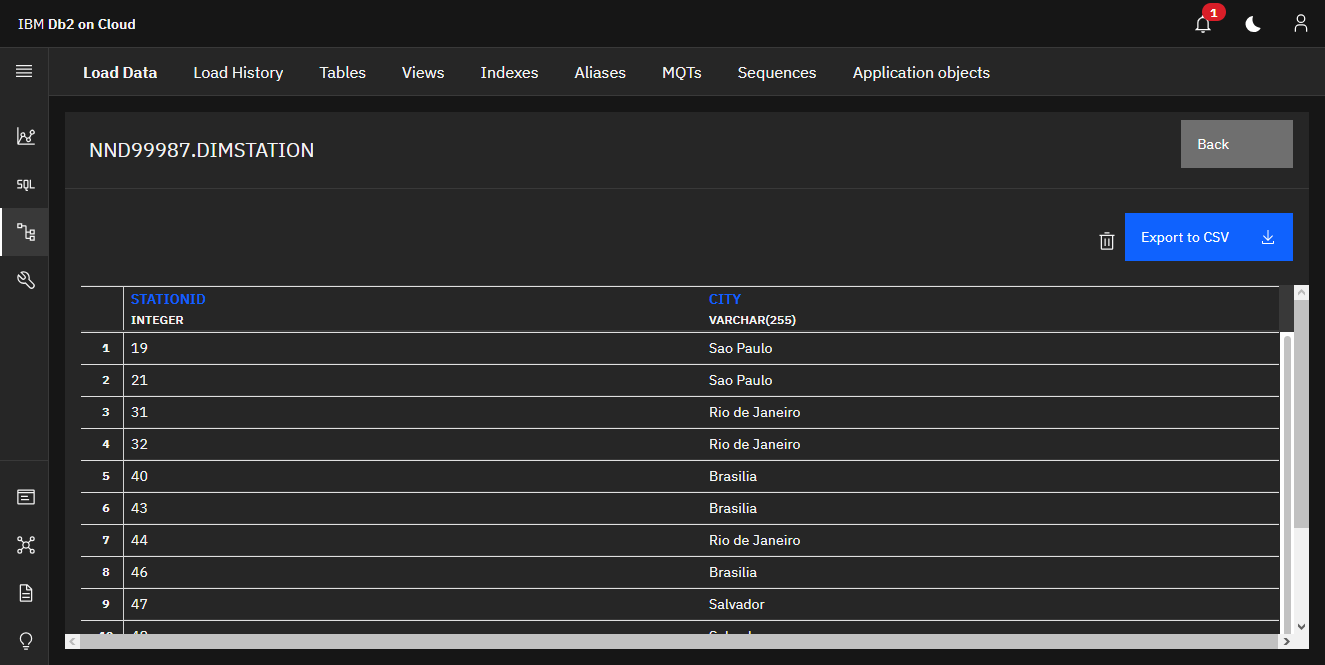 IBM Db2 on Cloud
1
Load Data Load History Tables Views Indexes Aliases MQTs Sequences Application objects
NND99987.DIMSTATION
Back
SQL
Export to CSV
STATIONID CITY
INTEGER VARCHAR(255)
1 19 Sao Paulo
2 21 Sao Paulo
3 31 Rio de Janeiro
4 32 Rio de Janeiro
5 40 Brasilia
6 43 Brasilia
7 44 Rio de Janeiro
8 46 Brasilia
9 47 Salvador